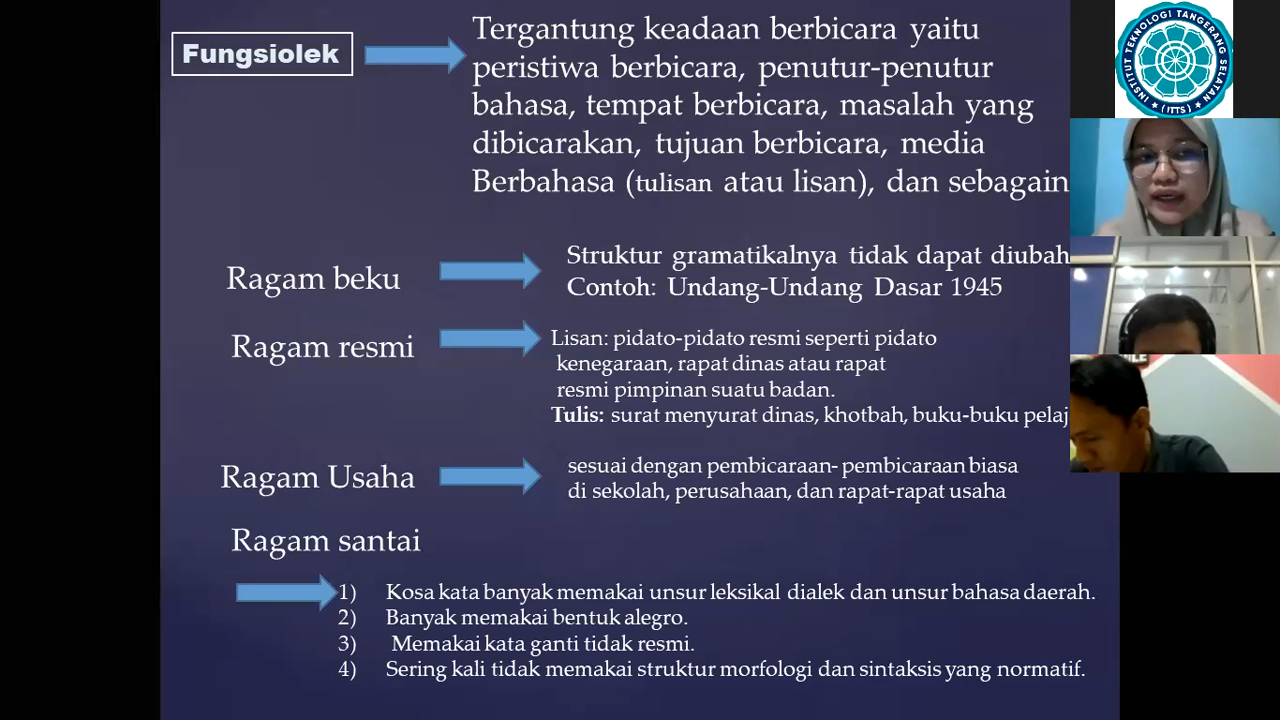 Fungsiolek
Tergantung keadaan berbicara yaitu
peristiwa berbicara, penutur-penutur
bahasa, tempat berbicara, masalah yang
dibicarakan, tujuan berbicara, media
Berbahasa (tulisan atau lisan), dan sebagain
Ragam beku
Struktur gramatikalnya tidak dapat diubah
Contoh: Undang-Undang Dasar 1945
Ragam resmi
Lisan: pidato-pidato resmi seperti pidato
kenegaraan, rapat dinas atau rapat
resmi pimpinan suatu badan.
Tulis: surat menyurat dinas, khotbah, buku-buku pelaj
Ragam Usaha
sesuai dengan pembicaraan- pembicaraan biasa
di sekolah, perusahaan, dan rapat-rapat usaha
Ragam santai
1) Kosa kata banyak memakai unsur leksikal dialek dan unsur bahasa daerah.
2) Banyak memakai bentuk alegro.
3) Memakai kata ganti tidak resmi.
4) Sering kali tidak memakai struktur morfologi dan sintaksis yang normatif.
INSTITUT TEKNOLOGI TANGERANG SELATAN
(ITTS)